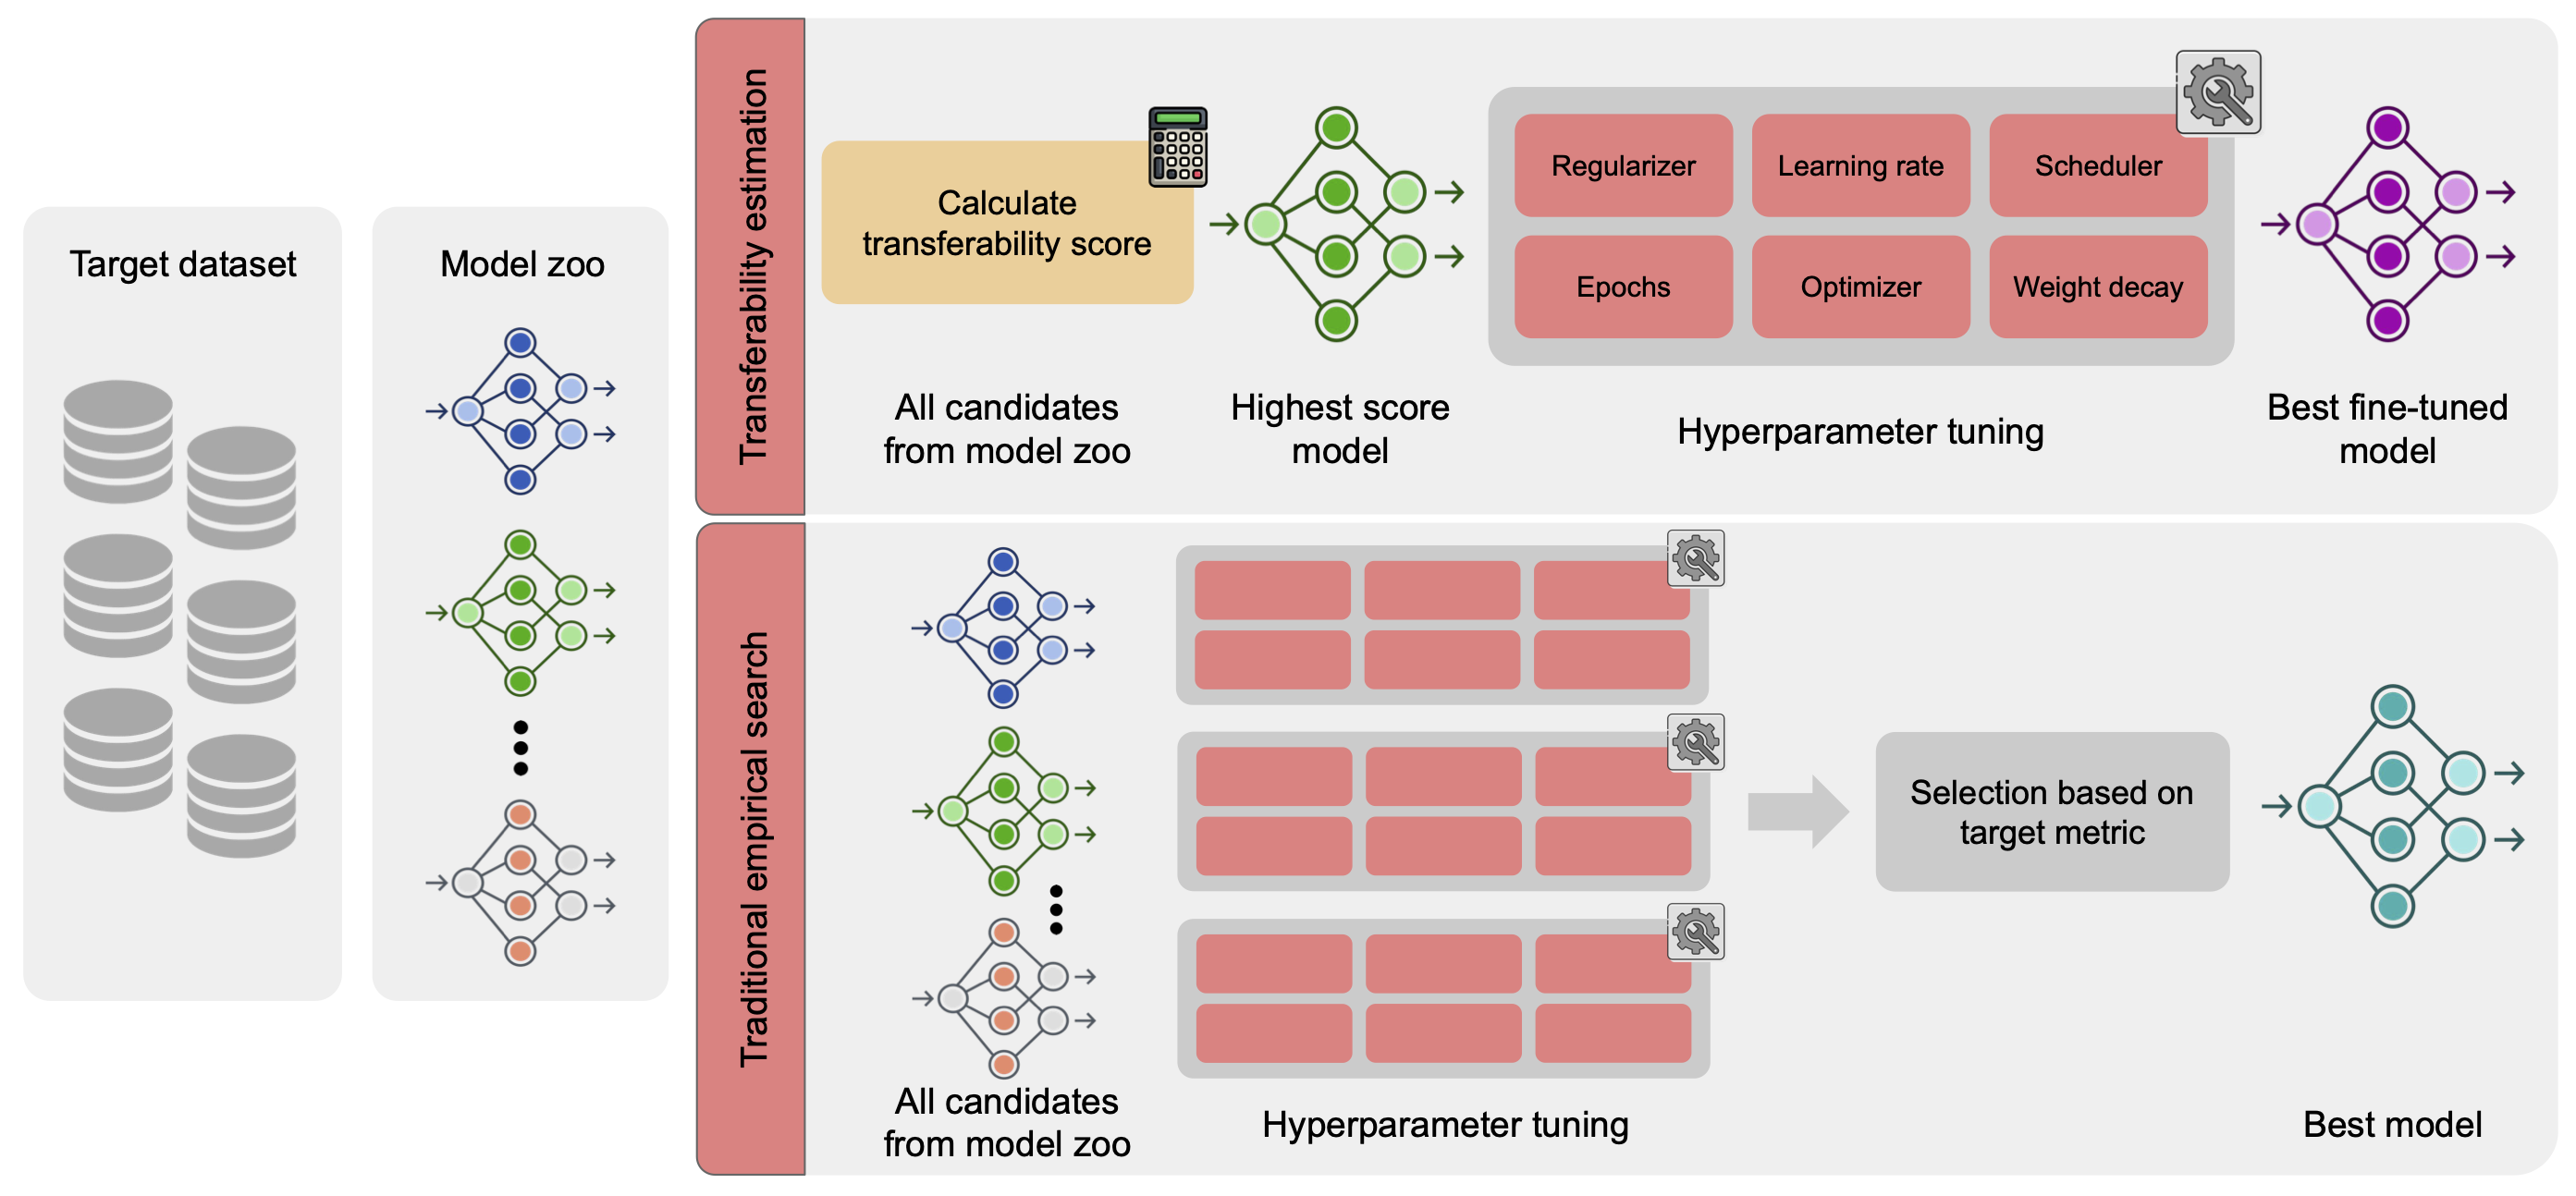 Target dataset
Model zoo
Transferability estimation
Calculate
transferability score
All candidates
from model zoo
Highest score
model
Regularizer
Learning rate
Scheduler
Epochs
Optimizer
Weight decay
Hyperparameter tuning
Best fine-tuned
model
Traditional empirical search
All candidates
from model zoo
Hyperparameter tuning
Selection based on
target metric
Best model